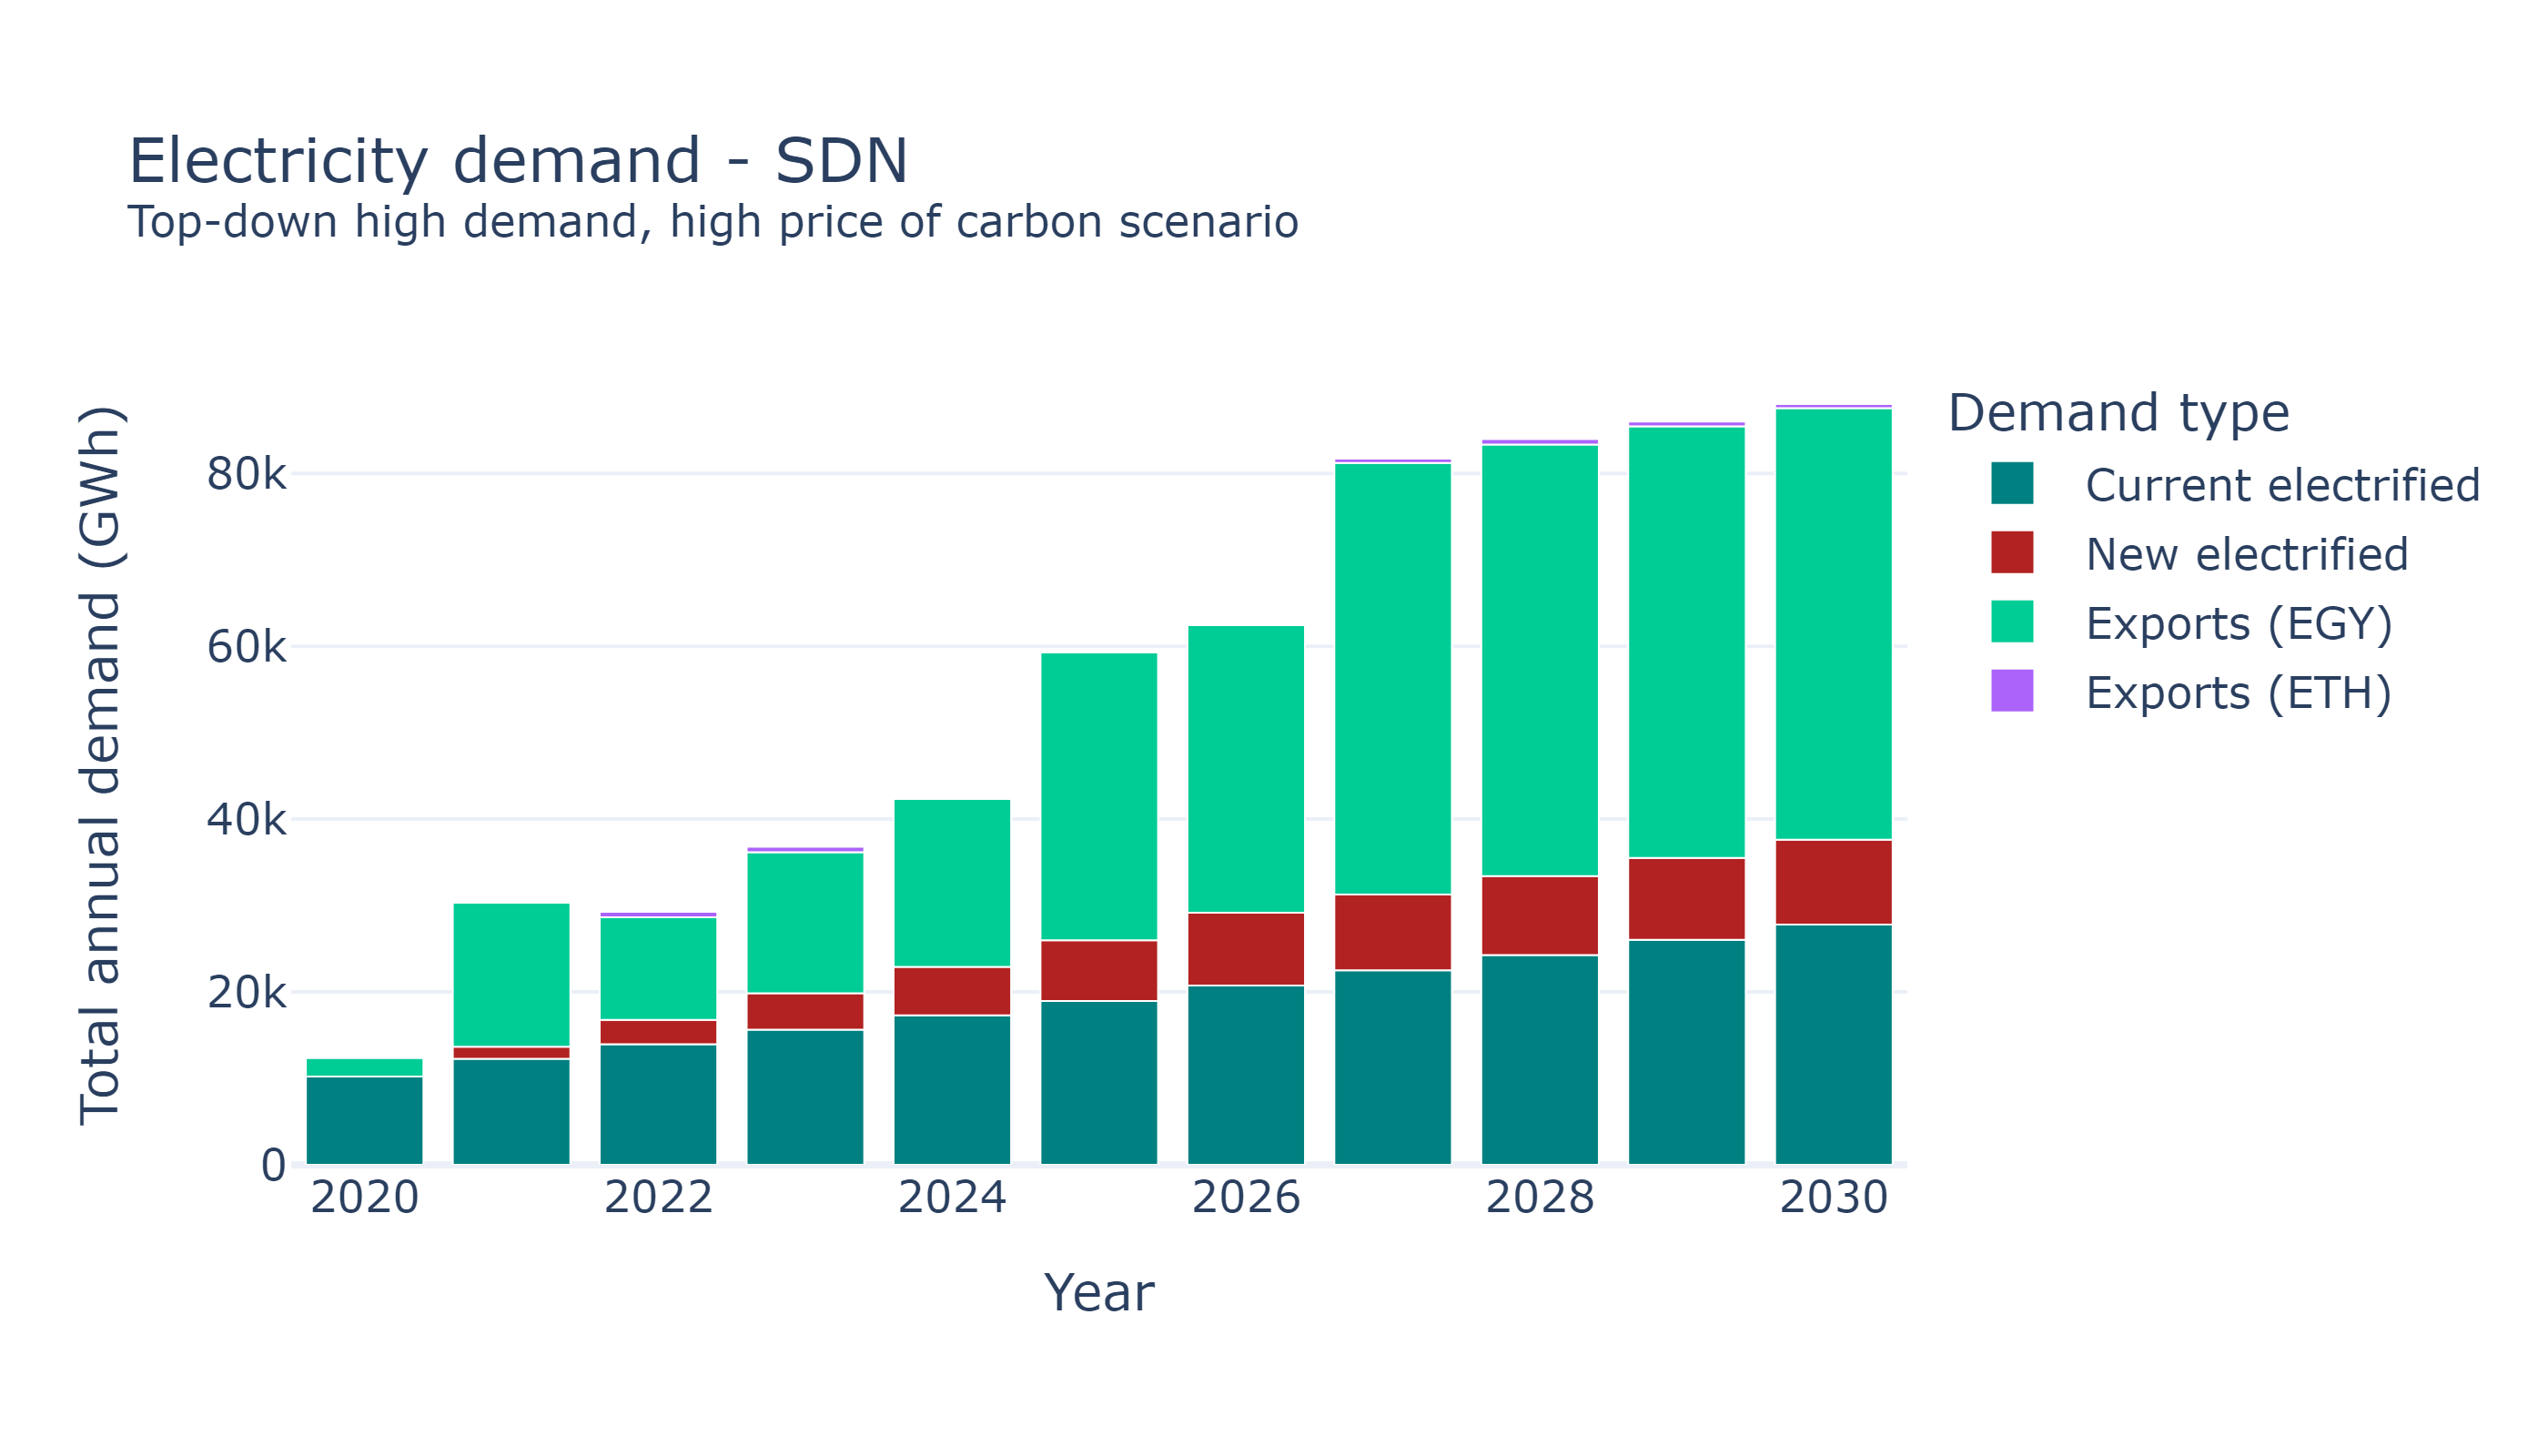 Electricity demand - SDN
Top-down high demand, high price of carbon scenario
Total annual demand (GWh)
80k
60k
40k
20k
0
2020
2022
2024
2026
2028
2030
Year
Demand type
Current electrified
New electrified
Exports (EGY)
Exports (ETH)